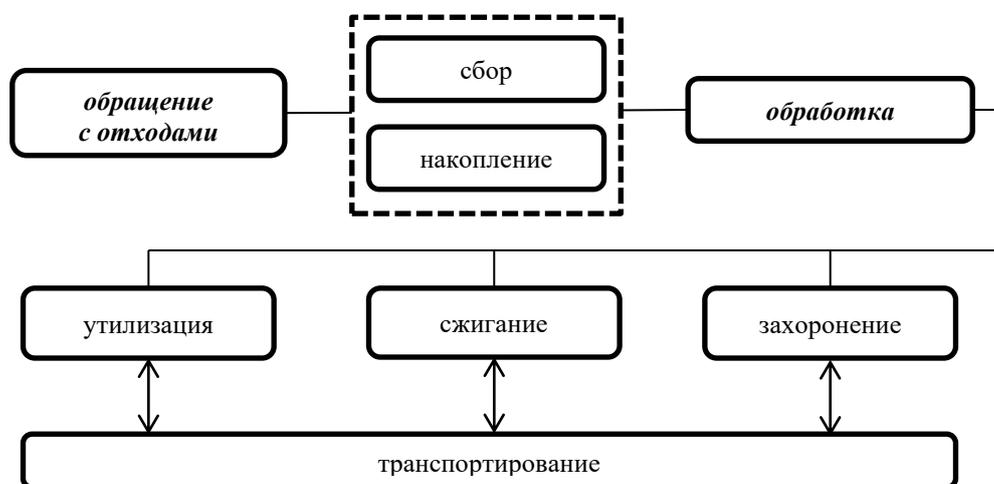 сбор
обращение
с отходами
обработка
накопление
утилизация
сжигание
захоронение
транспортирование